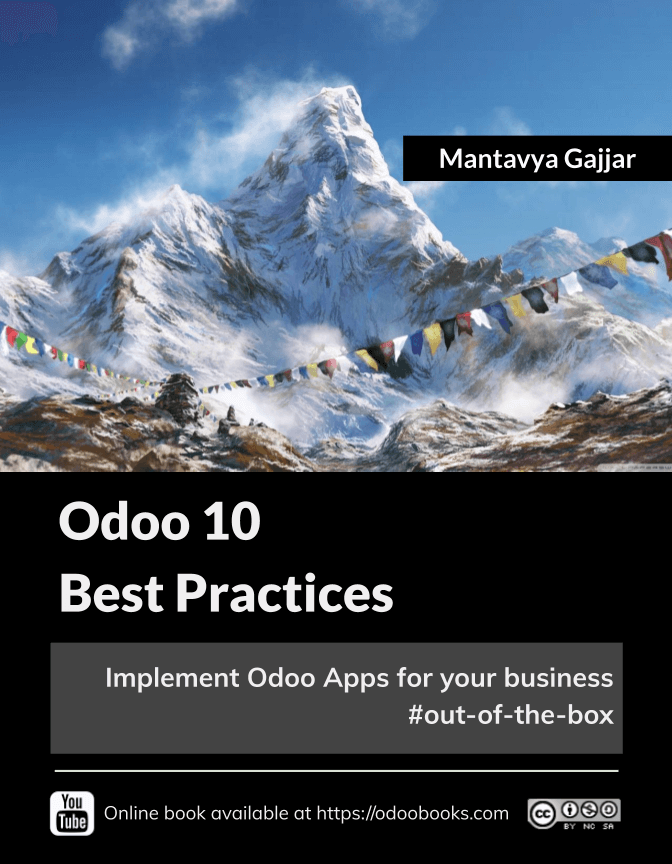 Mantavya Gajjar
Odoo 10
Best Practices
Implement Odoo Apps for your business
#out-of-the-box
You
Tube
Online book available at https://odoobooks.com
cc
BY NC SA